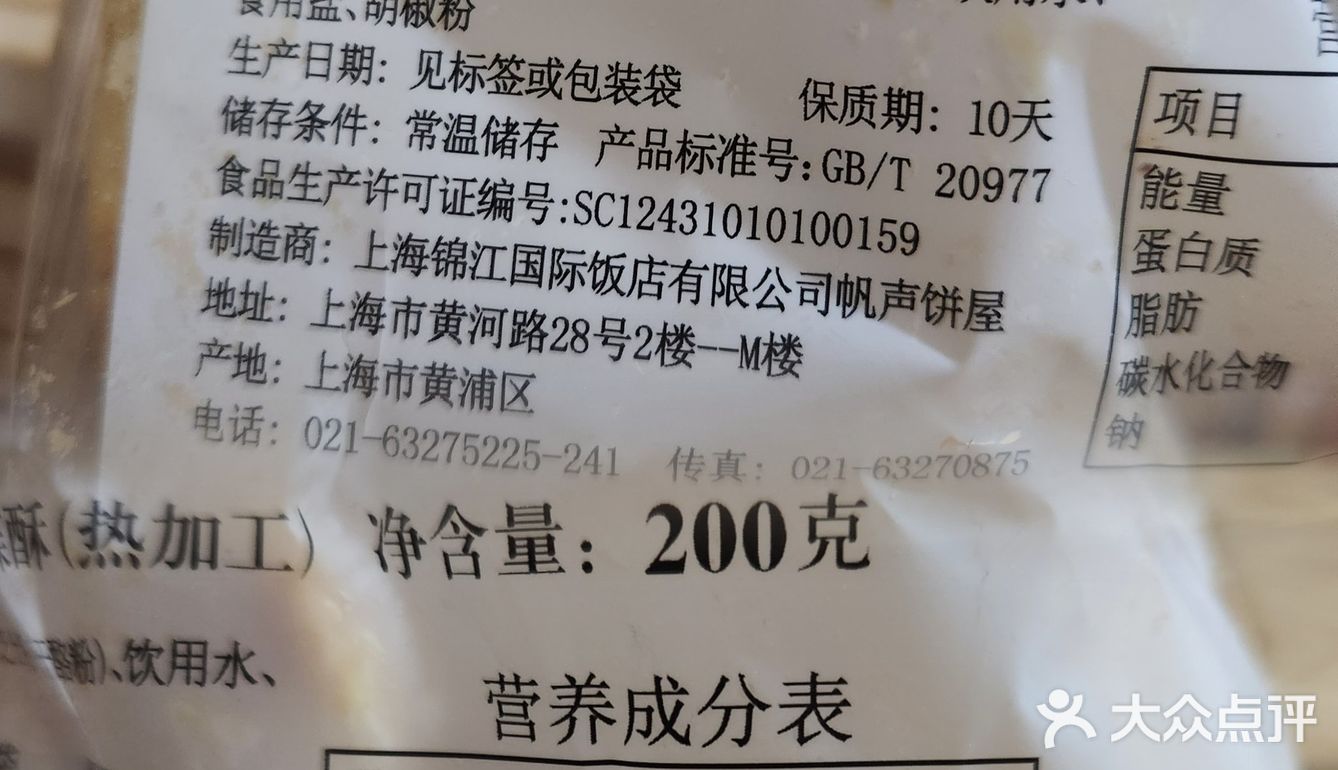 食用盐、胡椒粉
生产日期：见标签或包装袋 保质期：10天
储存条件：常温储存 产品标准号：GB/T 20977
食品生产许可证编号:SC12431010100159
制造商：上海锦江国际饭店有限公司帆声饼屋
地址：上海市黄河路28号2楼--M楼
产地：上海市黄浦区
电话：021-63275225-241 传真：021-63270875
项目
能量
蛋白质
脂肪
碳水化合物
钠
酥(热加工) 净含量：200克
粉)、饮用水、
营养成分表
大众点评